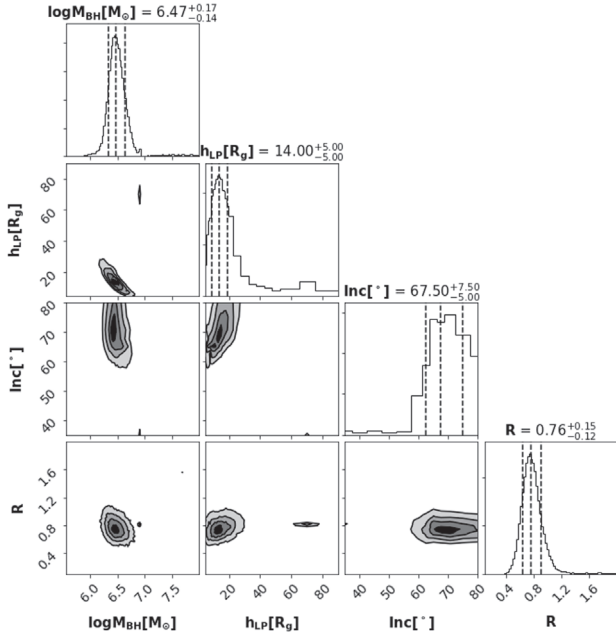 logM_BH[M_⊙] = 6.47^{+0.17}_{-0.14}
h_LP[R_g] = 14.00^{+5.00}_{-5.00}
h_LP[R_g]
80
60
40
20
Inc[°] = 67.50^{+7.50}_{-5.00}
Inc[°]
80
70
60
50
40
R = 0.76^{+0.15}_{-0.12}
R
1.6
1.2
0.8
0.4
6.0 6.5 7.0 7.5 20 40 60 80 40 50 60 70 80 0.4 0.8 1.2 1.6
logM_BH[M_⊙] h_LP[R_g] Inc[°] R